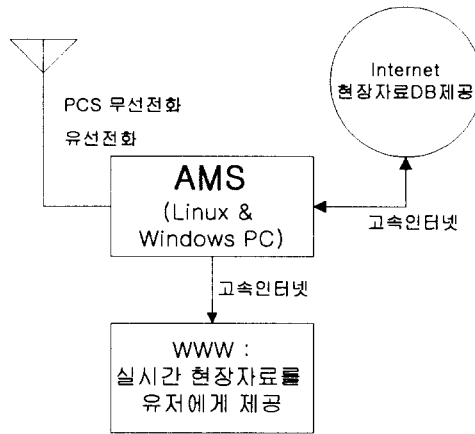 Internet
현장자료DB제공
PCS 무선전화
유선전화
AMS
(Linux &
Windows PC)
고속인터넷
고속인터넷
WWW :
실시간 현장자료를
유저에게 제공